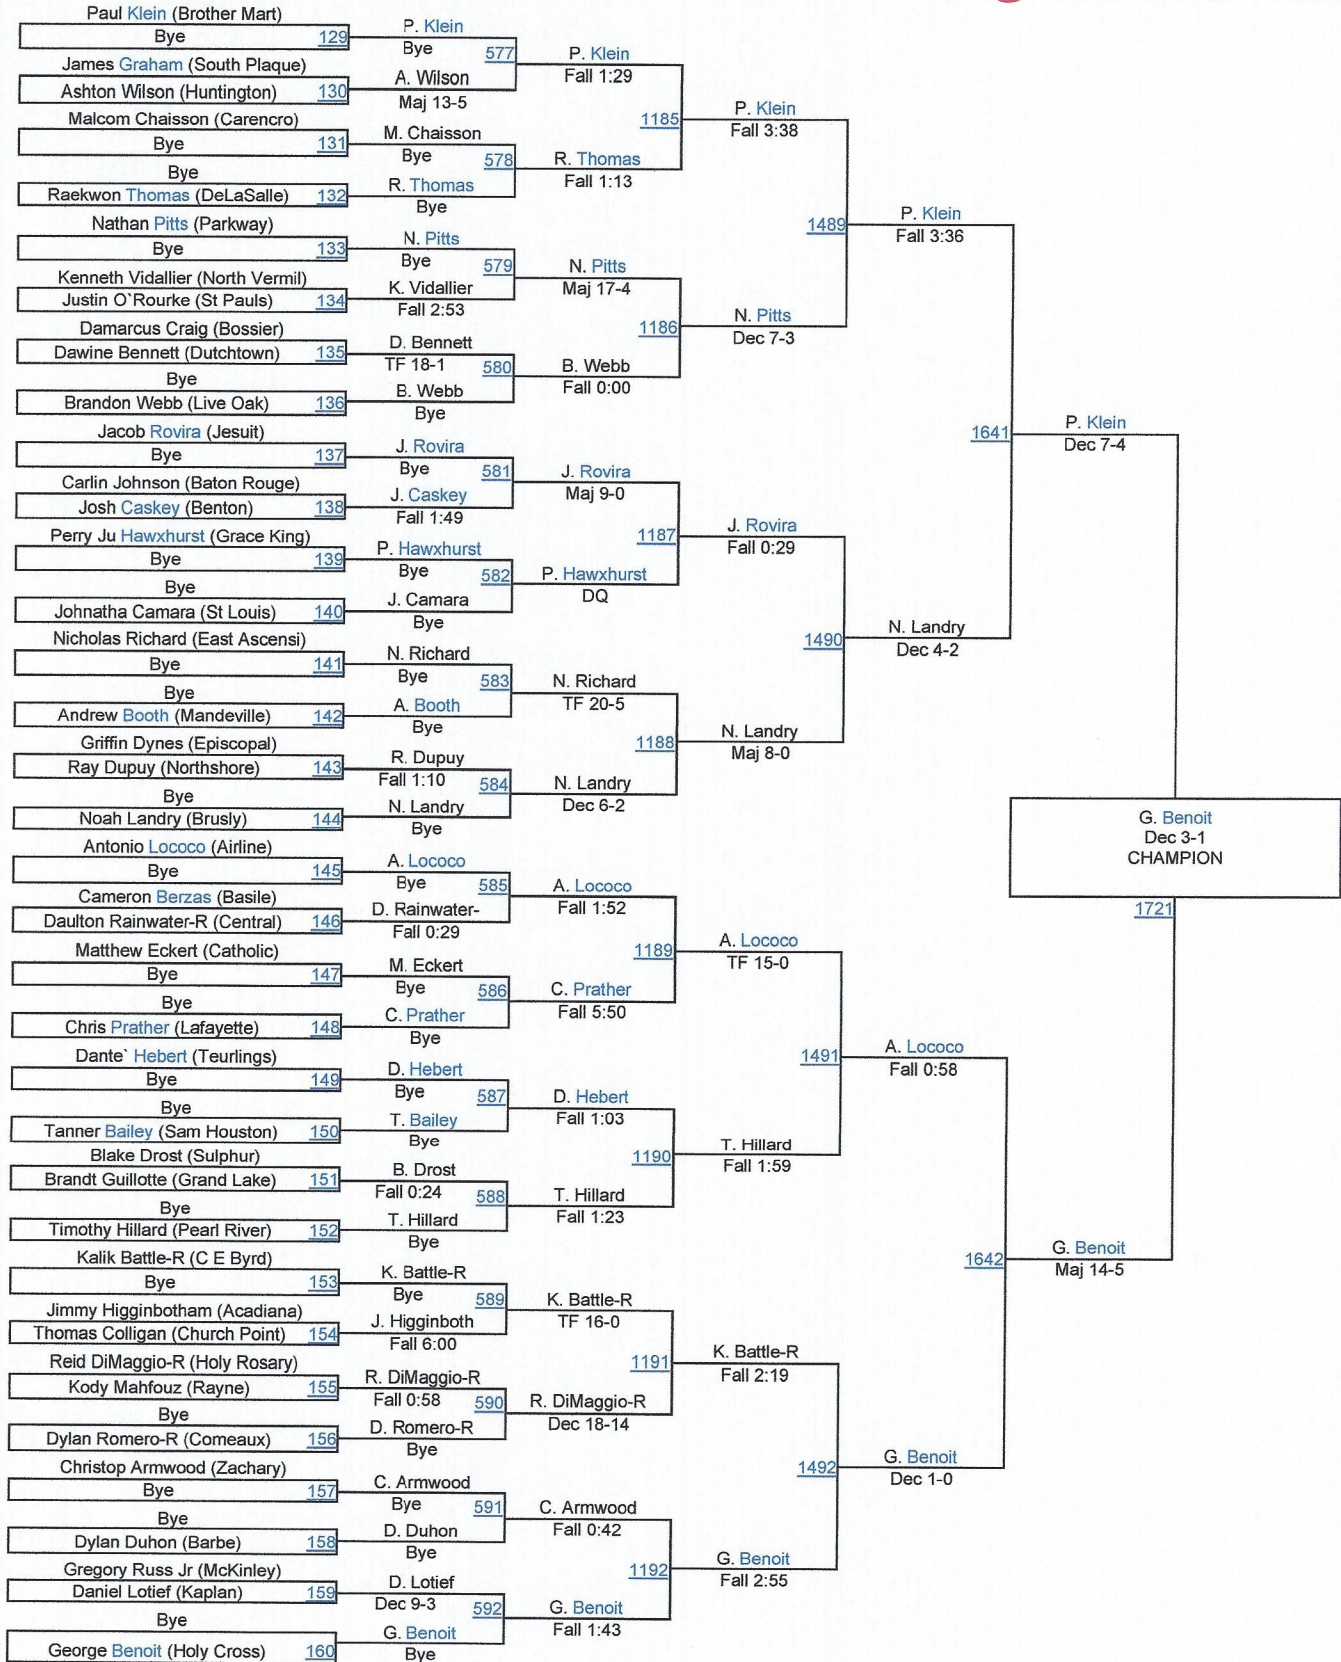 Paul Klein (Brother Mart)
Bye 129
James Graham (South Plaque)
Ashton Wilson (Huntington) 130
Malcom Chaisson (Carencro)
Bye 131
Bye
Raekwon Thomas (DeLaSalle) 132
Nathan Pitts (Parkway)
Bye 133
Kenneth Vidallier (North Vermil)
Justin O`Rourke (St Pauls) 134
Damarcus Craig (Bossier)
Dawine Bennett (Dutchtown) 135
Bye
Brandon Webb (Live Oak) 136
Jacob Rovira (Jesuit)
Bye 137
Carlin Johnson (Baton Rouge)
Josh Caskey (Benton) 138
Perry Ju Hawxhurst (Grace King)
Bye 139
Bye
Johnatha Camara (St Louis) 140
Nicholas Richard (East Ascensi)
Bye 141
Bye
Andrew Booth (Mandeville) 142
Griffin Dynes (Episcopal)
Ray Dupuy (Northshore) 143
Bye
Noah Landry (Brusly) 144
Antonio Lococo (Airline)
Bye 145
Cameron Berzas (Basile)
Daulton Rainwater-R (Central) 146
Matthew Eckert (Catholic)
Bye 147
Bye
Chris Prather (Lafayette) 148
Dante` Hebert (Teurlings)
Bye 149
Bye
Tanner Bailey (Sam Houston) 150
Blake Drost (Sulphur)
Brandt Guillotte (Grand Lake) 151
Bye
Timothy Hillard (Pearl River) 152
Kalik Battle-R (C E Byrd)
Bye 153
Jimmy Higginbotham (Acadiana)
Thomas Colligan (Church Point) 154
Reid DiMaggio-R (Holy Rosary)
Kody Mahfouz (Rayne) 155
Bye
Dylan Romero-R (Comeaux) 156
Christop Armwood (Zachary)
Bye 157
Bye
Dylan Duhon (Barbe) 158
Gregory Russ Jr (McKinley)
Daniel Lotief (Kaplan) 159
Bye
George Benoit (Holy Cross) 160
P. Klein
Bye 577
A. Wilson
Maj 13-5
M. Chaisson
Bye 578
R. Thomas
Bye
N. Pitts
Bye 579
K. Vidallier
Fall 2:53
D. Bennett
TF 18-1 580
B. Webb
Bye
J. Rovira
Bye 581
J. Caskey
Fall 1:49
P. Hawxhurst
Bye 582
J. Camara
Bye
N. Richard
Bye 583
A. Booth
Bye
R. Dupuy
Fall 1:10 584
N. Landry
Bye
A. Lococo
Bye 585
D. Rainwater-
Fall 0:29
M. Eckert
Bye 586
C. Prather
Bye
D. Hebert
Bye 587
T. Bailey
Bye
B. Drost
Fall 0:24 588
T. Hillard
Bye
K. Battle-R
Bye 589
J. Higginboth
Fall 6:00
R. DiMaggio-R
Fall 0:58 590
D. Romero-R
Bye
C. Armwood
Bye 591
D. Duhon
Bye
D. Lotief
Dec 9-3 592
G. Benoit
Bye
P. Klein
Fall 1:29
1185
R. Thomas
Fall 1:13
N. Pitts
Maj 17-4
1186
B. Webb
Fall 0:00
J. Rovira
Maj 9-0
1187
P. Hawxhurst
DQ
N. Richard
TF 20-5
1188
N. Landry
Dec 6-2
A. Lococo
Fall 1:52
1189
C. Prather
Fall 5:50
D. Hebert
Fall 1:03
1190
T. Hillard
Fall 1:23
K. Battle-R
TF 16-0
1191
R. DiMaggio-R
Dec 18-14
C. Armwood
Fall 0:42
1192
G. Benoit
Fall 1:43
P. Klein
Fall 3:38
1489
N. Pitts
Dec 7-3
J. Rovira
Fall 0:29
1490
N. Landry
Maj 8-0
A. Lococo
TF 15-0
1491
T. Hillard
Fall 1:59
K. Battle-R
Fall 2:19
1492
G. Benoit
Fall 2:55
P. Klein
Fall 3:36
1641
N. Landry
Dec 4-2
A. Lococo
Fall 0:58
1642
G. Benoit
Dec 1-0
P. Klein
Dec 7-4
G. Benoit
Dec 3-1
CHAMPION
1721
G. Benoit
Maj 14-5